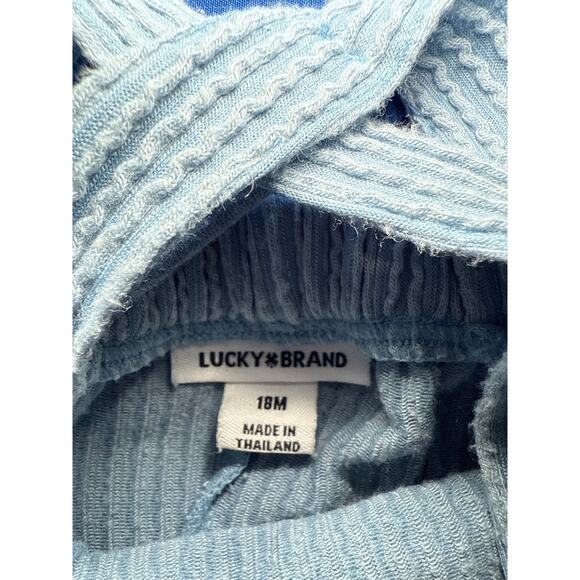 LUCKY BRAND
18M
MADE IN
THAILAND